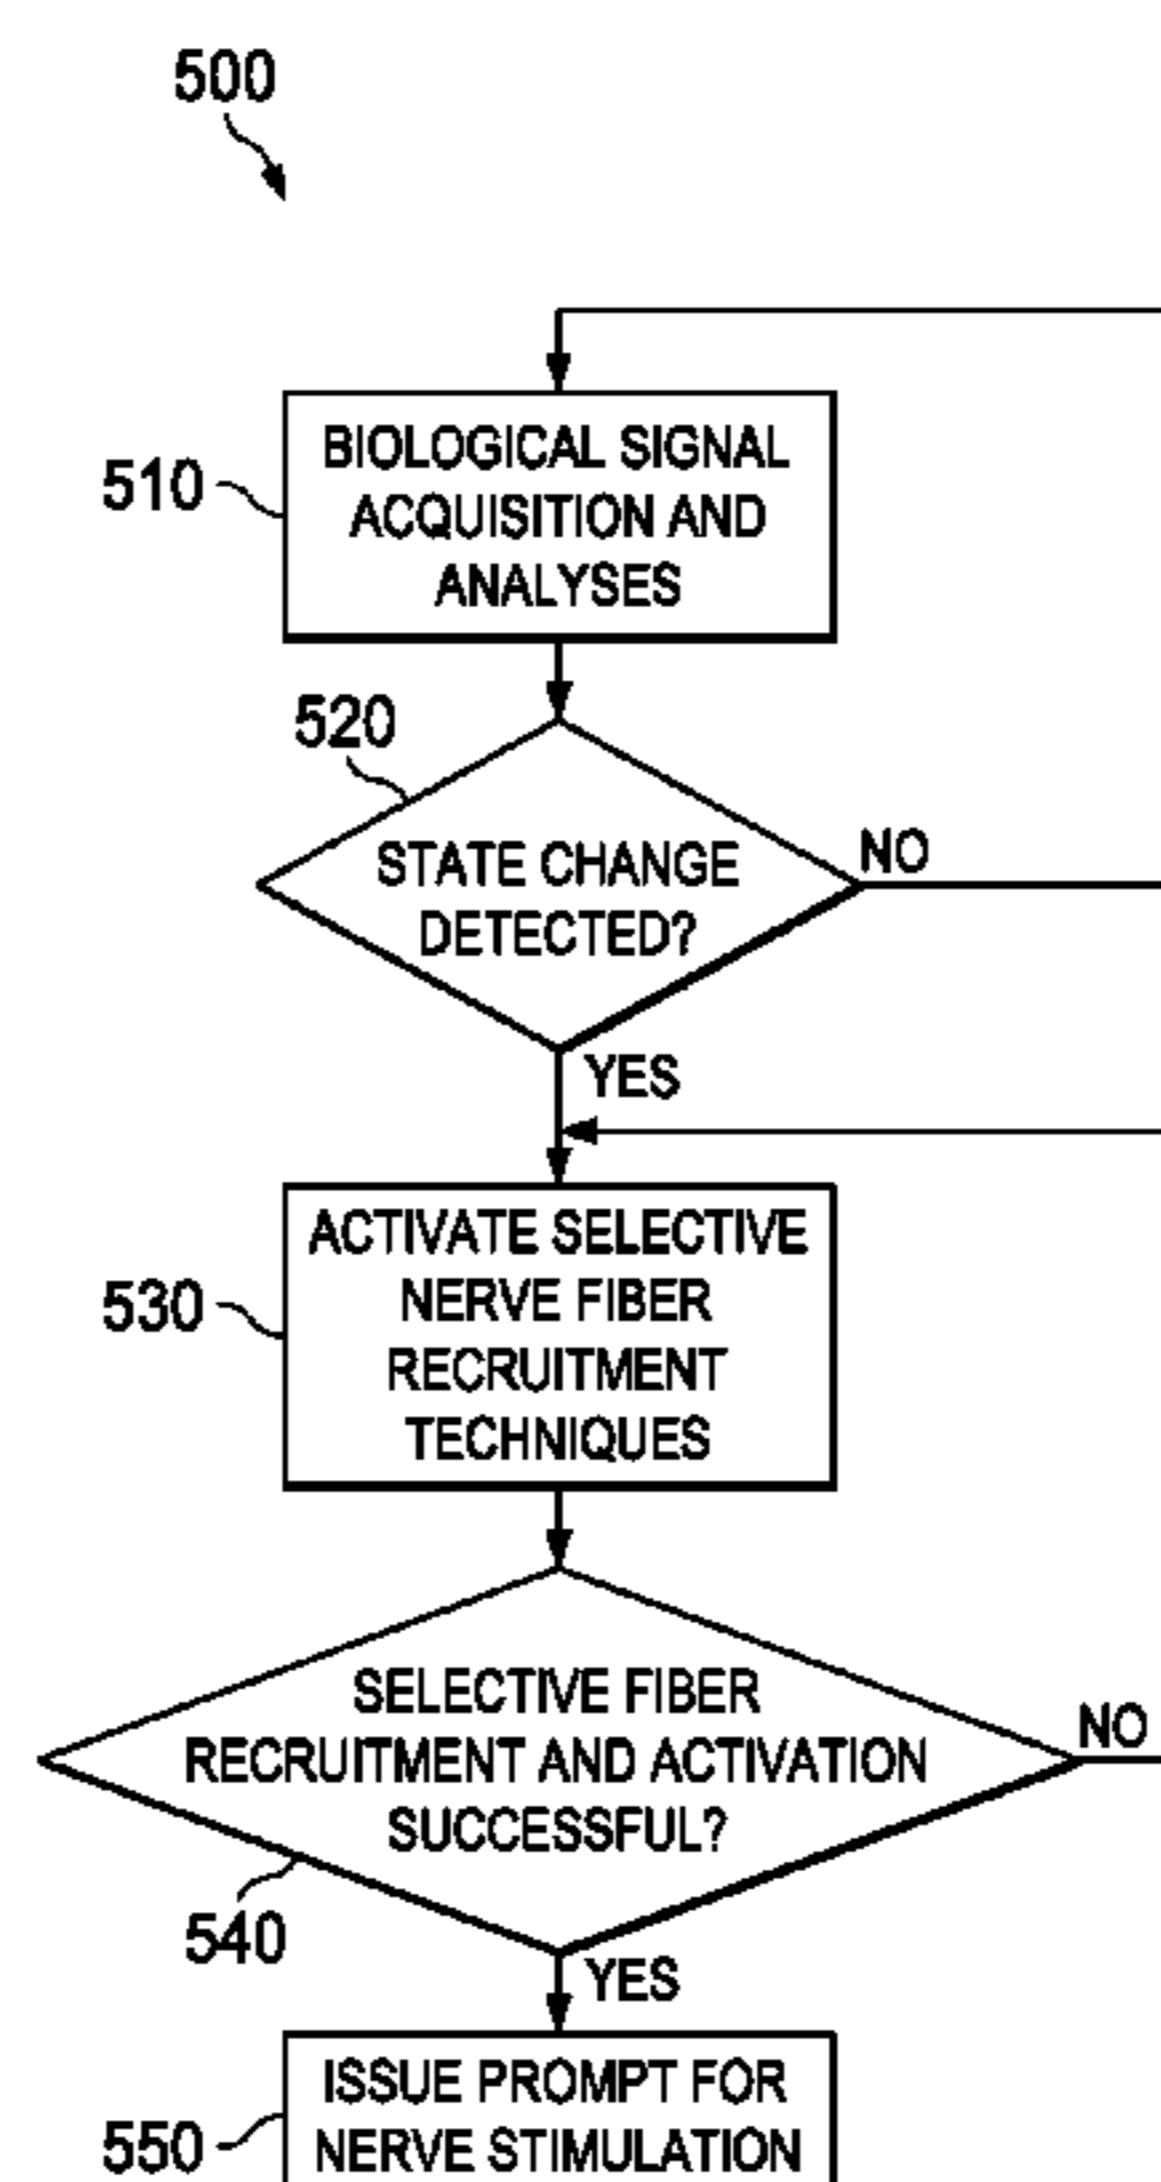 500
510
BIOLOGICAL SIGNAL
ACQUISITION AND
ANALYSES
520
STATE CHANGE
DETECTED?
NO
YES
530
ACTIVATE SELECTIVE
NERVE FIBER
RECRUITMENT
TECHNIQUES
SELECTIVE FIBER
RECRUITMENT AND ACTIVATION
SUCCESSFUL?
NO
540
YES
550
ISSUE PROMPT FOR
NERVE STIMULATION